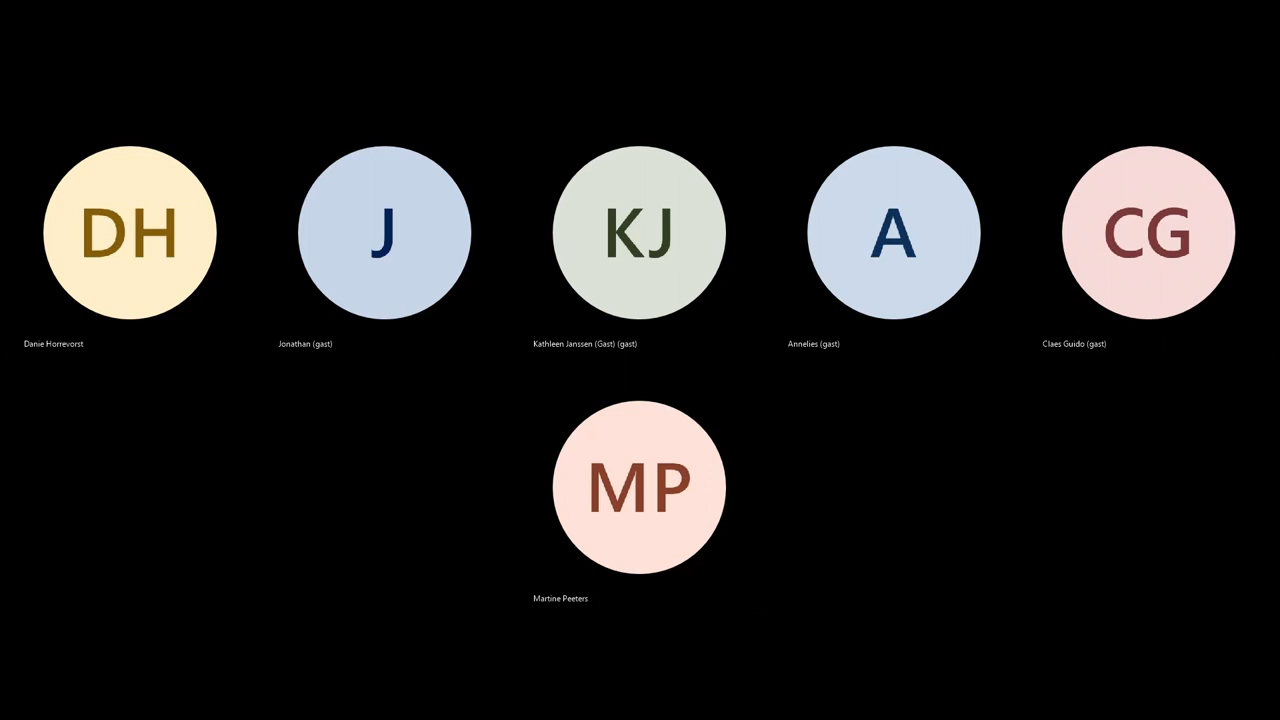 DH
J
KJ
A
CG
Danie Horrevorst
Jonathan (gast)
Kathleen Janssen (Gast) (gast)
Annelies (gast)
Claes Guido (gast)
MP
Martine Peeters